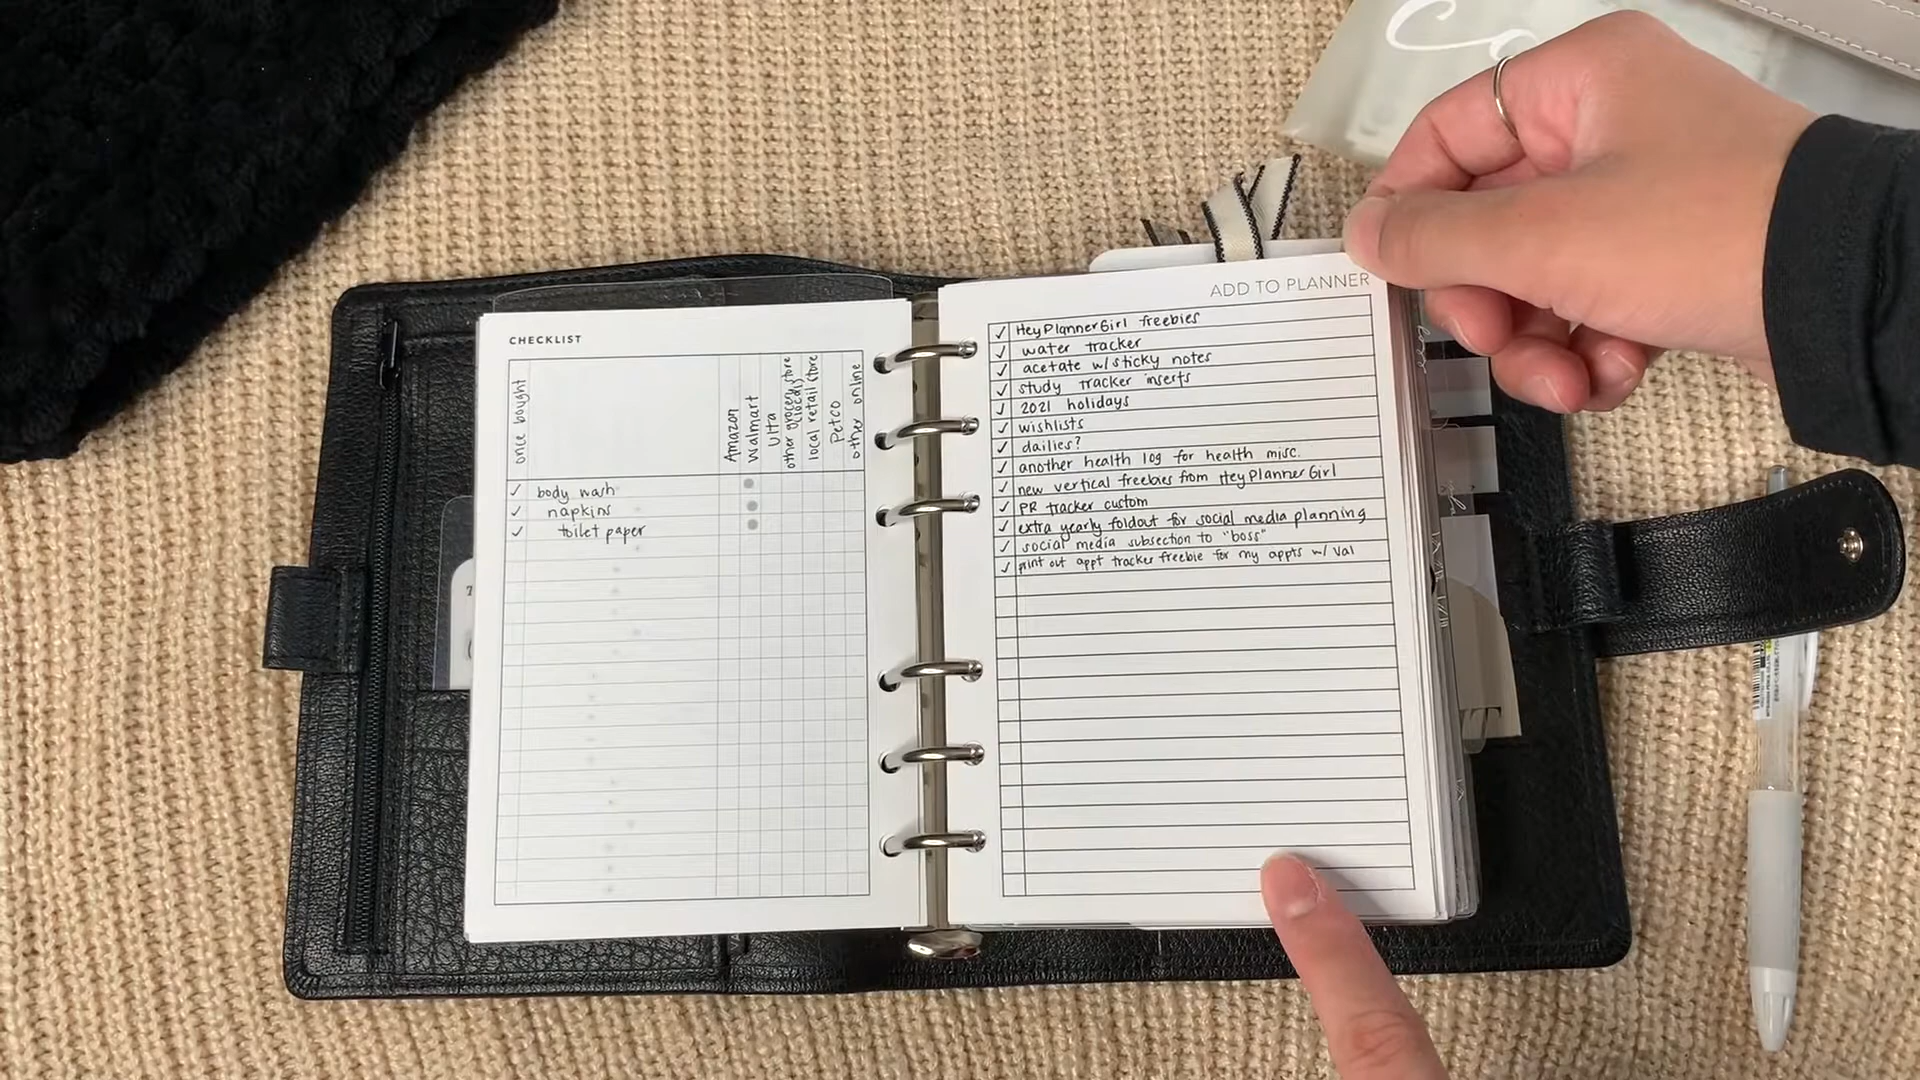 Co
CHECKLIST
once bought
Amazon
Walmart
Ulta
other grocery store
(local)
local retail store
Petco
other online
✓ body wash
✓ napkins
✓ toilet paper
ADD TO PLANNER
✓ HeyPlannerGirl freebies
✓ water tracker
✓ acetate w/sticky notes
✓ study tracker inserts
✓ 2021 holidays
✓ wishlists
✓ dailies?
✓ another health log for health misc.
✓ new vertical freebies from HeyPlannerGirl
✓ PR tracker custom
✓ extra yearly foldout for social media planning
✓ social media subsection to "boss"
✓ print out appt tracker freebie for my appts w/ Val